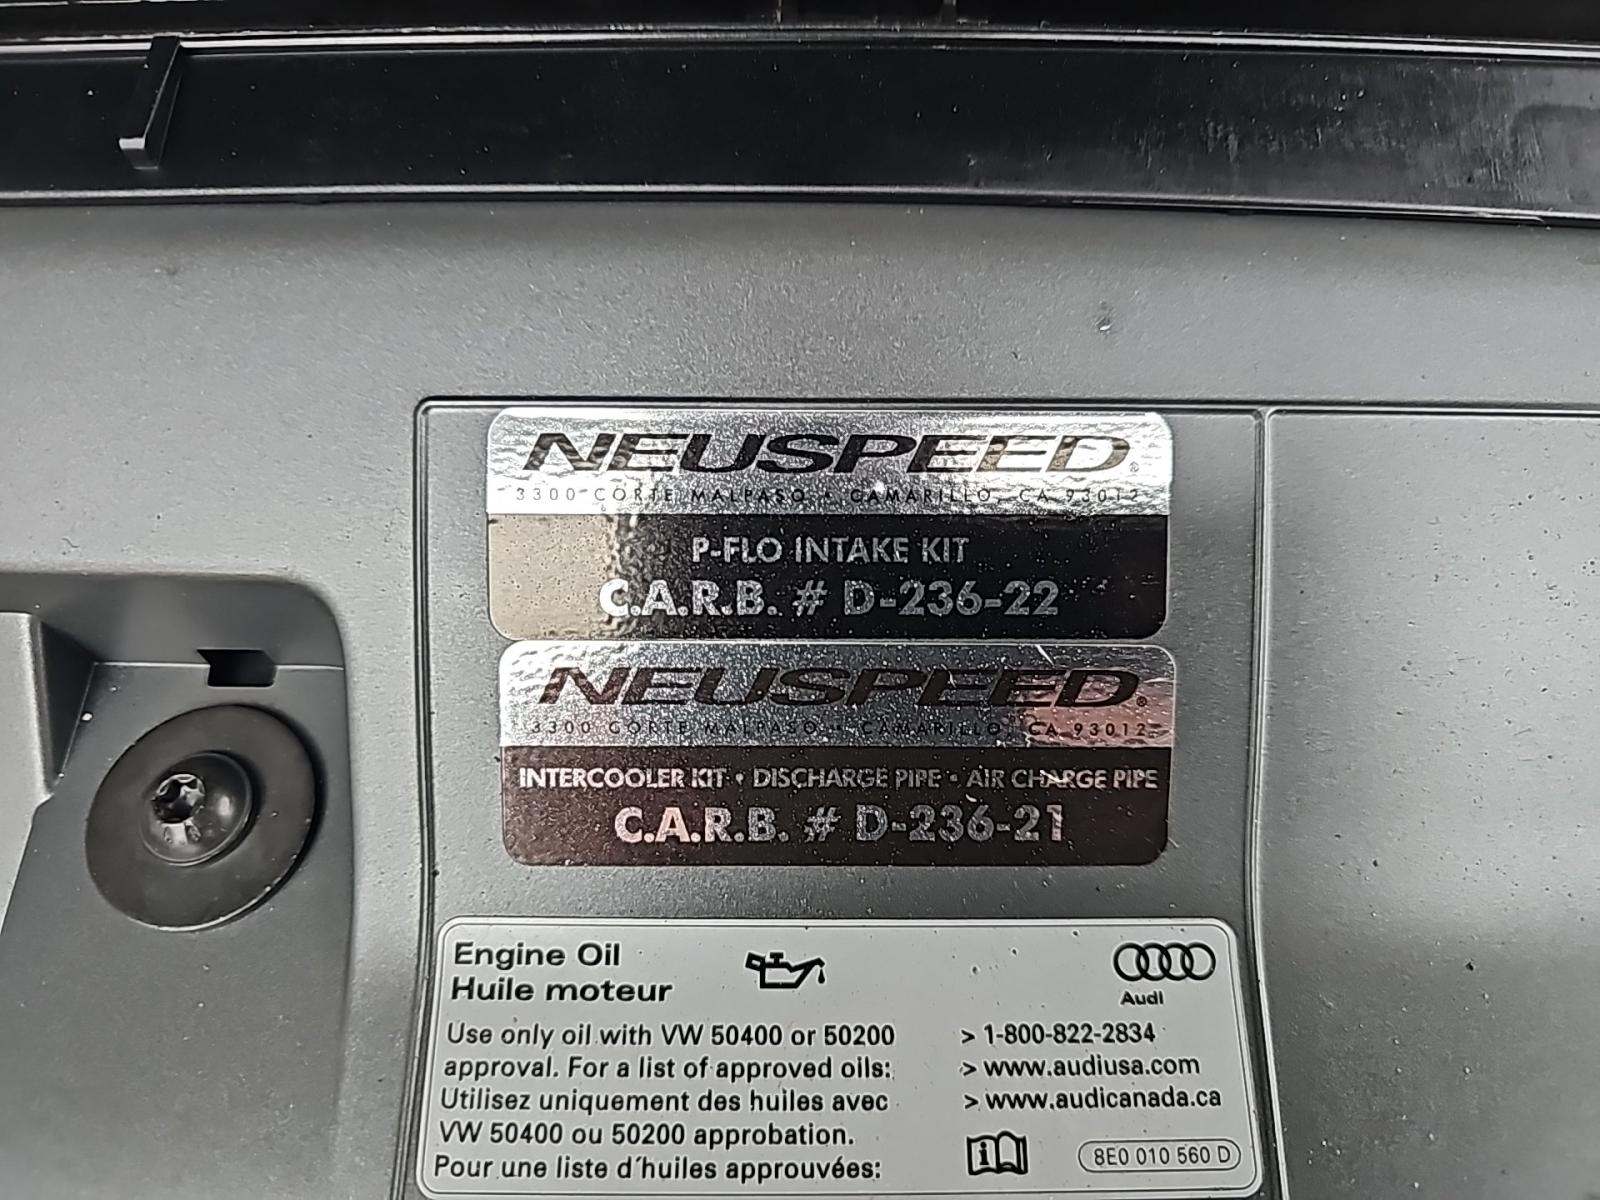 NEUSPEED®
3300 CORTE MALPASO • CAMARILLO, CA 93012
P-FLO INTAKE KIT
C.A.R.B. # D-236-22
NEUSPEED®
3300 CORTE MALPASO • CAMARILLO, CA 93012
INTERCOOLER KIT • DISCHARGE PIPE • AIR CHARGE PIPE
C.A.R.B. # D-236-21
Engine Oil
Huile moteur
Audi
Use only oil with VW 50400 or 50200
approval. For a list of approved oils:
Utilisez uniquement des huiles avec
VW 50400 ou 50200 approbation.
Pour une liste d'huiles approuvées:
> 1-800-822-2834
> www.audiusa.com
> www.audicanada.ca
i
8E0 010 560 D